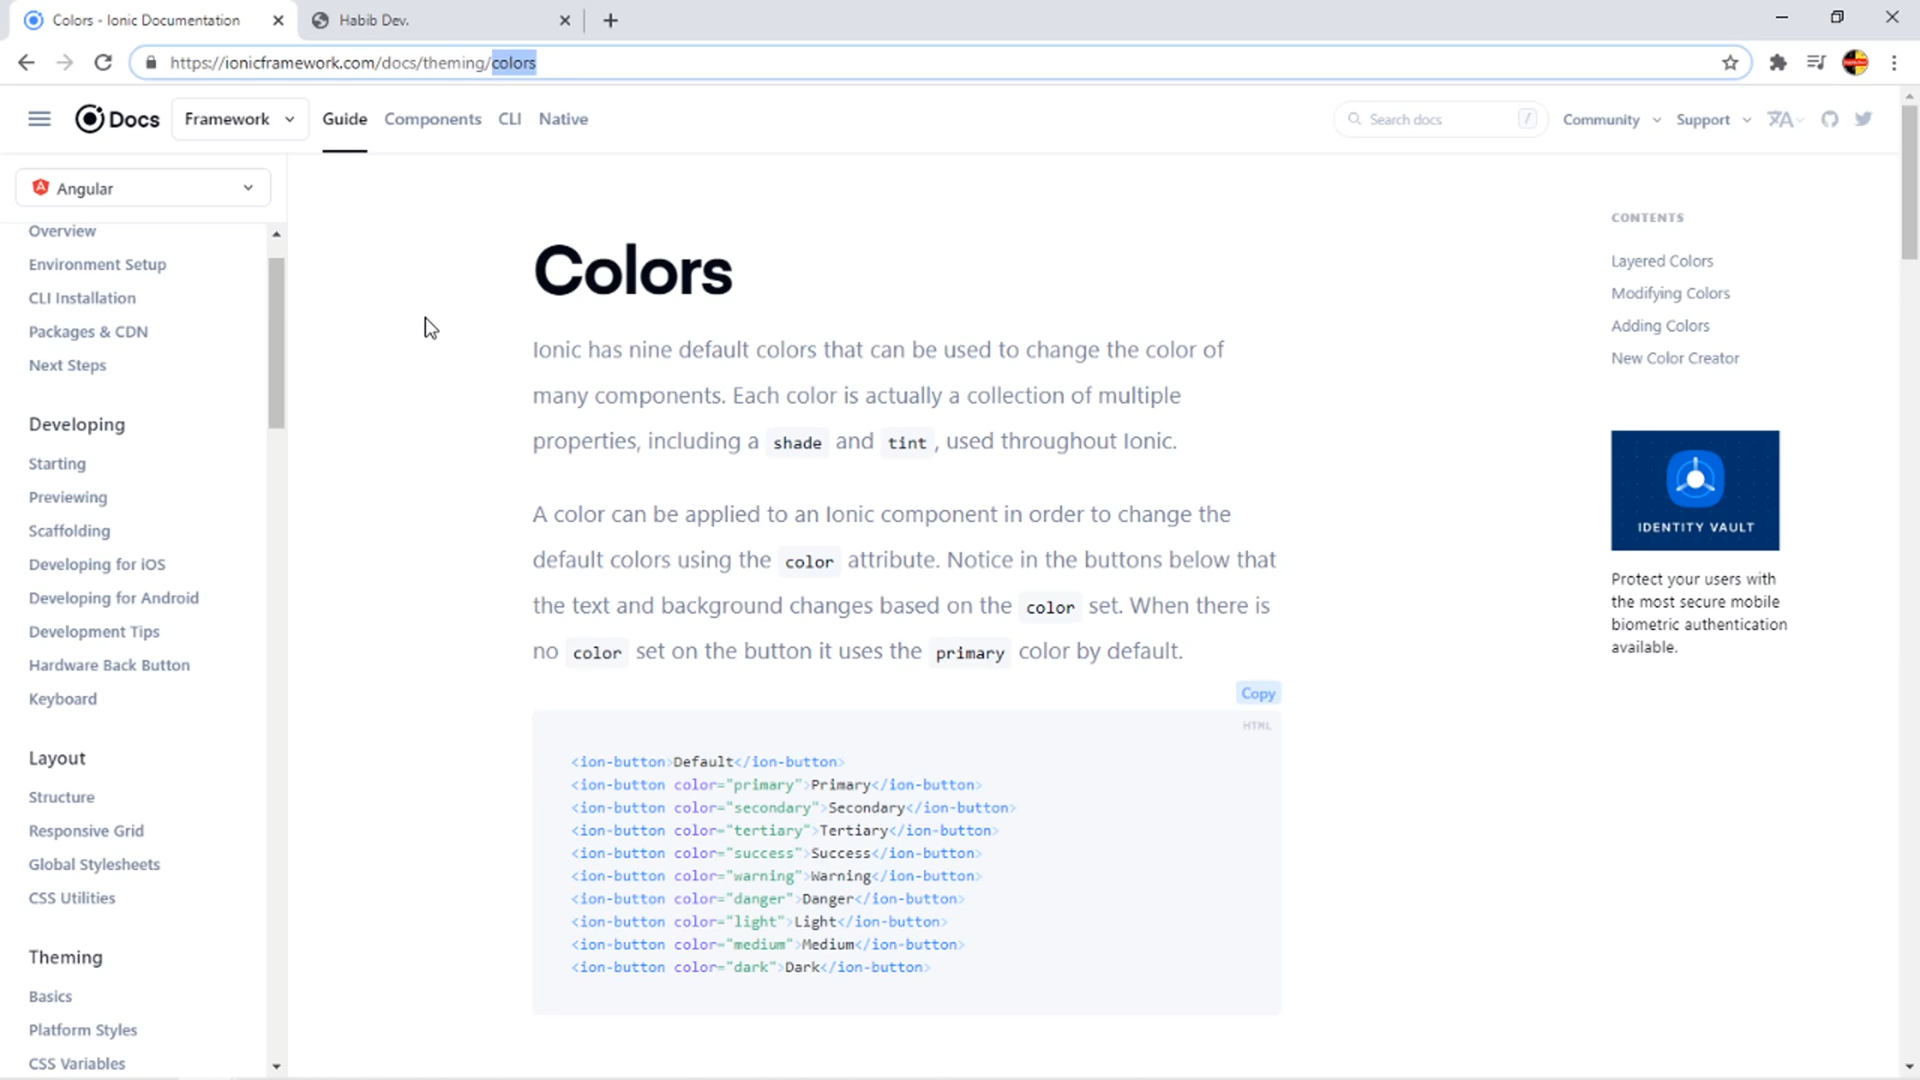 Colors - Ionic Documentation
Habib Dev.
https://ionicframework.com/docs/theming/colors
Docs
Framework
Guide
Components
CLI
Native
Search docs
/
Community
Support
Angular
Overview
Environment Setup
CLI Installation
Packages & CDN
Next Steps
Developing
Starting
Previewing
Scaffolding
Developing for iOS
Developing for Android
Development Tips
Hardware Back Button
Keyboard
Layout
Structure
Responsive Grid
Global Stylesheets
CSS Utilities
Theming
Basics
Platform Styles
CSS Variables
Colors
Ionic has nine default colors that can be used to change the color of
many components. Each color is actually a collection of multiple
properties, including a shade and tint, used throughout Ionic.
A color can be applied to an Ionic component in order to change the
default colors using the color attribute. Notice in the buttons below that
the text and background changes based on the color set. When there is
no color set on the button it uses the primary color by default.
Copy
HTML
<ion-button>Default</ion-button>
<ion-button color="primary">Primary</ion-button>
<ion-button color="secondary">Secondary</ion-button>
<ion-button color="tertiary">Tertiary</ion-button>
<ion-button color="success">Success</ion-button>
<ion-button color="warning">Warning</ion-button>
<ion-button color="danger">Danger</ion-button>
<ion-button color="light">Light</ion-button>
<ion-button color="medium">Medium</ion-button>
<ion-button color="dark">Dark</ion-button>
CONTENTS
Layered Colors
Modifying Colors
Adding Colors
New Color Creator
IDENTITY VAULT
Protect your users with
the most secure mobile
biometric authentication
available.